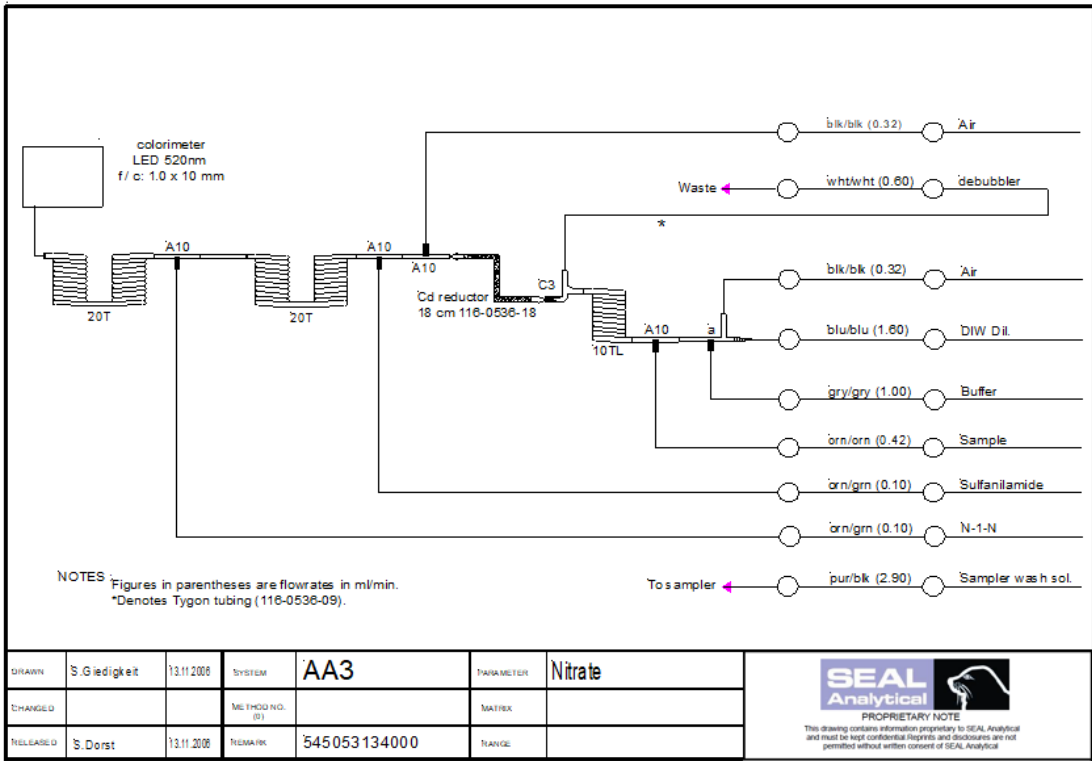 colorimeter
LED 520nm
f / c: 1.0 x 10 mm
blk/blk (0.32) Air
Waste wht/wht (0.60) debubbler
*
A10 A10 A10
C3
blk/blk (0.32) Air
Cd reductor
18 cm 116-0536-18
20T 20T
A10 a
blu/blu (1.60) DIW Dil.
10TL
gry/gry (1.00) Buffer
orn/orn (0.42) Sample
orn/grn (0.10) Sulfanilamide
orn/grn (0.10) N-1-N
NOTES :
Figures in parentheses are flowrates in ml/min.
*Denotes Tygon tubing (116-0536-09).
To sampler pur/blk (2.90) Sampler wash sol.
DRAWN S.Giedigkeit 13.11.2006 SYSTEM AA3 PARAMETER Nitrate
CHANGED METHOD NO. (0) MATRIX
RELEASED S.Dorst 13.11.2006 REMARK 545053134000 RANGE
SEAL
Analytical
PROPRIETARY NOTE
This drawing contains information proprietary to SEAL Analytical
and must be kept confidential.Reprints and disclosures are not
permitted without written consent of SEAL Analytical